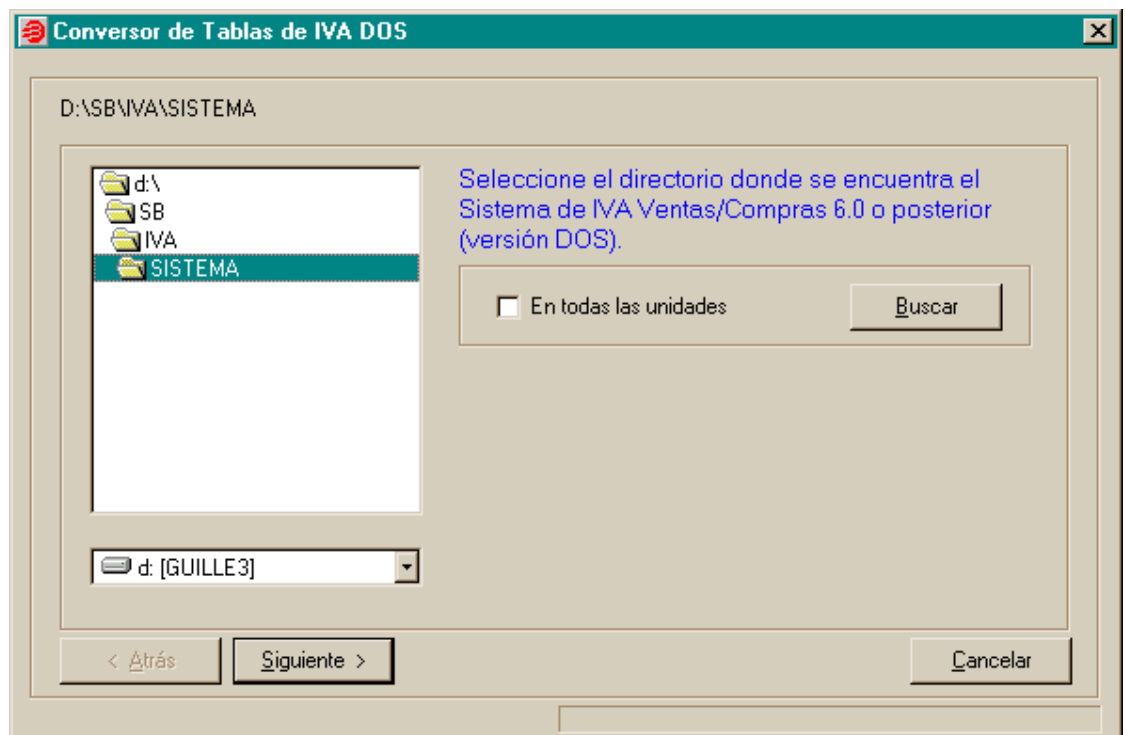 Conversor de Tablas de IVA DOS
D:\SB\IVA\SISTEMA
d:\
SB
IVA
SISTEMA
Seleccione el directorio donde se encuentra el
Sistema de IVA Ventas/Compras 6.0 o posterior
(versión DOS).
En todas las unidades
Buscar
d: [GUILLE3]
< Atrás
Siguiente >
Cancelar